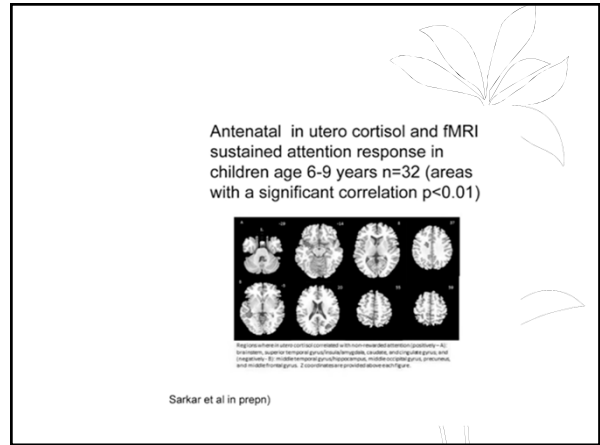 Antenatal in utero cortisol and fMRI
sustained attention response in
children age 6-9 years n=32 (areas
with a significant correlation p<0.01)
Regions where in utero cortisol correlated with non-rewarded attention (positively – A);
brainstem, superior temporal gyrus/insula/amygdala, caudate, and cingulate gyrus, and
(negatively - B): middle temporal gyrus/hippocampus, middle occipital gyrus, precuneus,
and middle frontal gyrus. Z coordinates are provided above each figure.
Sarkar et al in prepn)